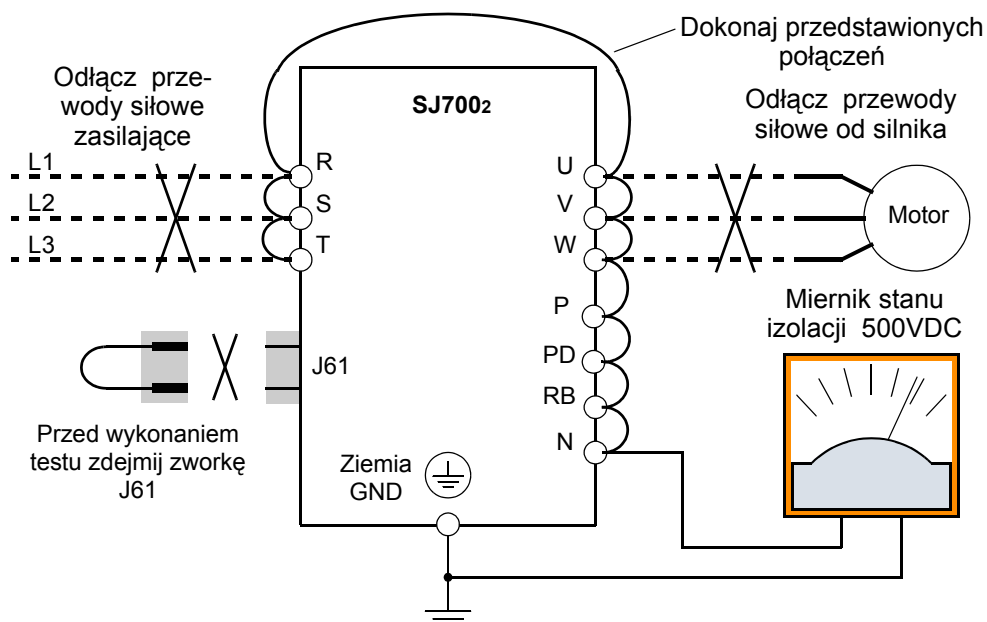 Dokonaj przedstawionych
połączeń
Odłącz prze-
wody siłowe
zasilające
SJ7002
Odłącz przewody
siłowe od silnika
L1
L2
L3
R
S
T
U
V
W
P
PD
RB
N
Motor
Miernik stanu
izolacji 500VDC
J61
Przed wykonaniem
testu zdejmij zworkę
J61
Ziemia
GND